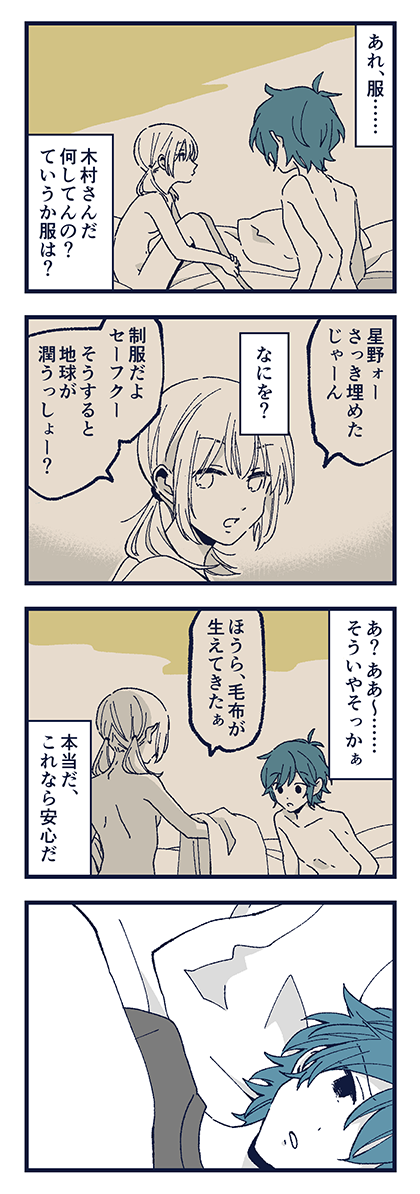 あれ、服……
木村さんだ
何してんの？
ていうか服は？
星野ォー
さっき埋めた
じゃーん
なにを？
制服だよ
セーフクー
そうすると
地球が
潤うっしょー？
あ？ああ〜……
そういやそっかぁ
ほうら、毛布が
生えてきたぁ
本当だ、
これなら安心だ